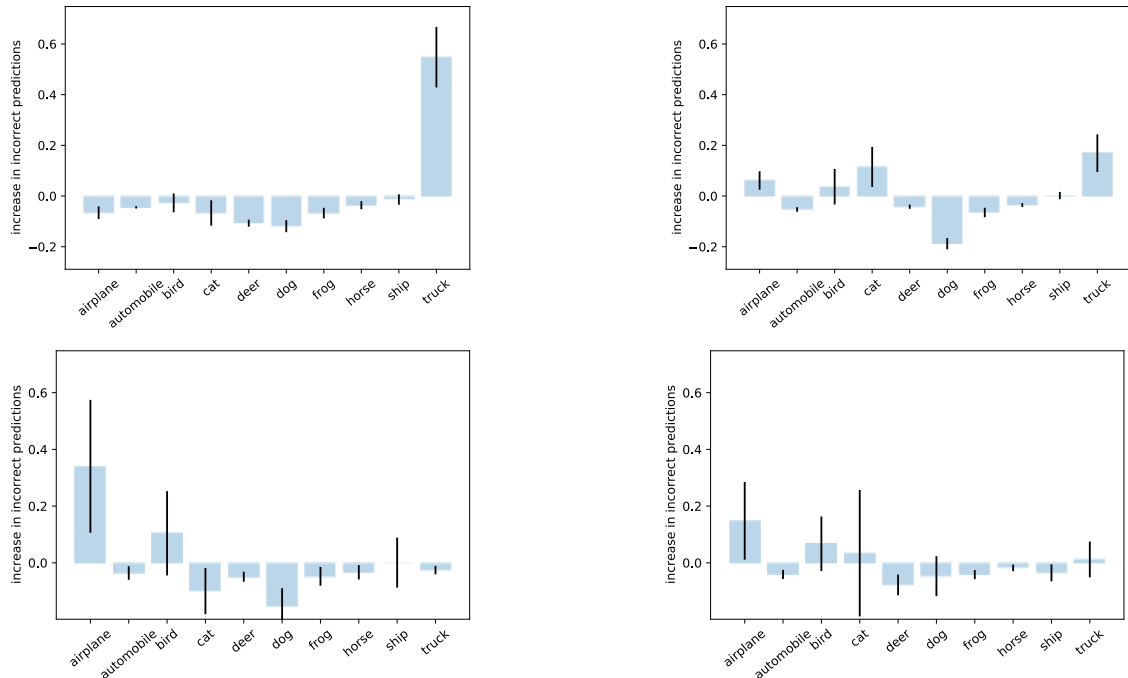 increase in incorrect predictions
0.6
0.4
0.2
0.0
−0.2
airplane
automobile
bird
cat
deer
dog
frog
horse
ship
truck
increase in incorrect predictions
0.6
0.4
0.2
0.0
−0.2
airplane
automobile
bird
cat
deer
dog
frog
horse
ship
truck
increase in incorrect predictions
0.6
0.4
0.2
0.0
airplane
automobile
bird
cat
deer
dog
frog
horse
ship
truck
increase in incorrect predictions
0.6
0.4
0.2
0.0
airplane
automobile
bird
cat
deer
dog
frog
horse
ship
truck